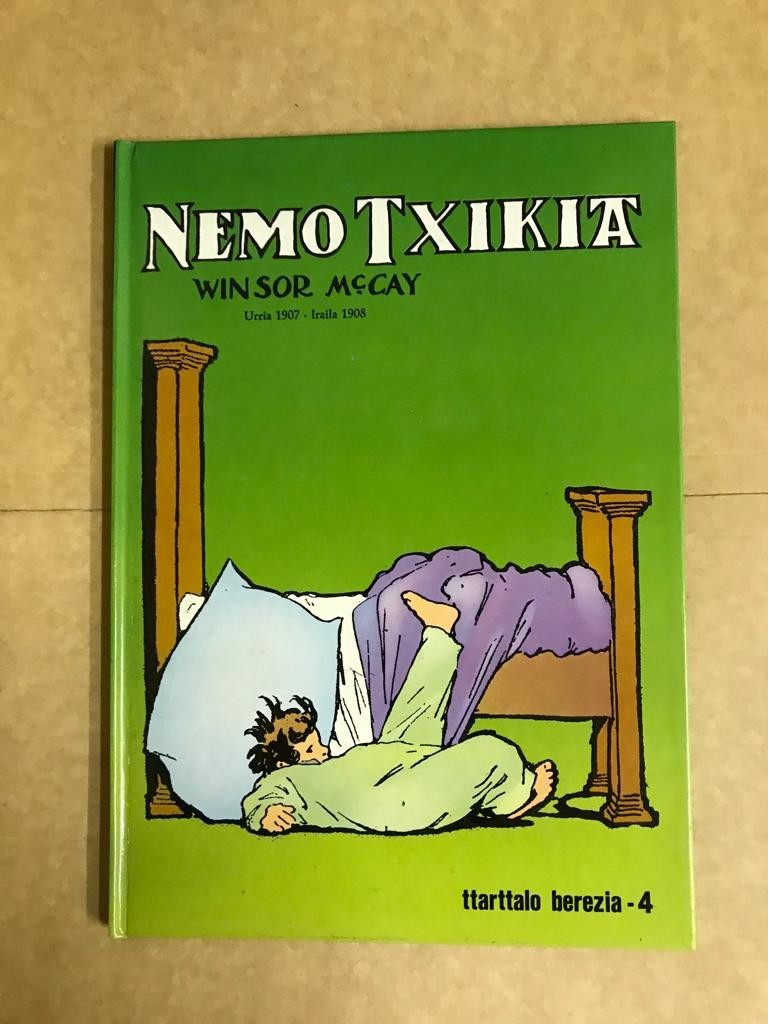 NEMO TXIKIA
WINSOR McCAY
Urria 1907 - Iraila 1908
ttarttalo berezia - 4